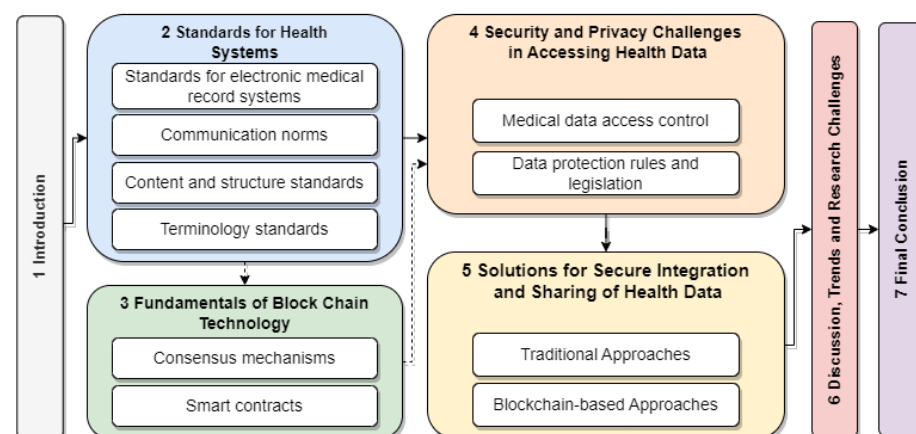 1 Introduction
2 Standards for Health
Systems
Standards for electronic medical
record systems
Communication norms
Content and structure standards
Terminology standards
3 Fundamentals of Block Chain
Technology
Consensus mechanisms
Smart contracts
4 Security and Privacy Challenges
in Accessing Health Data
Medical data access control
Data protection rules and
legislation
5 Solutions for Secure Integration
and Sharing of Health Data
Traditional Approaches
Blockchain-based Approaches
6 Discussion, Trends and Research Challenges
7 Final Conclusion